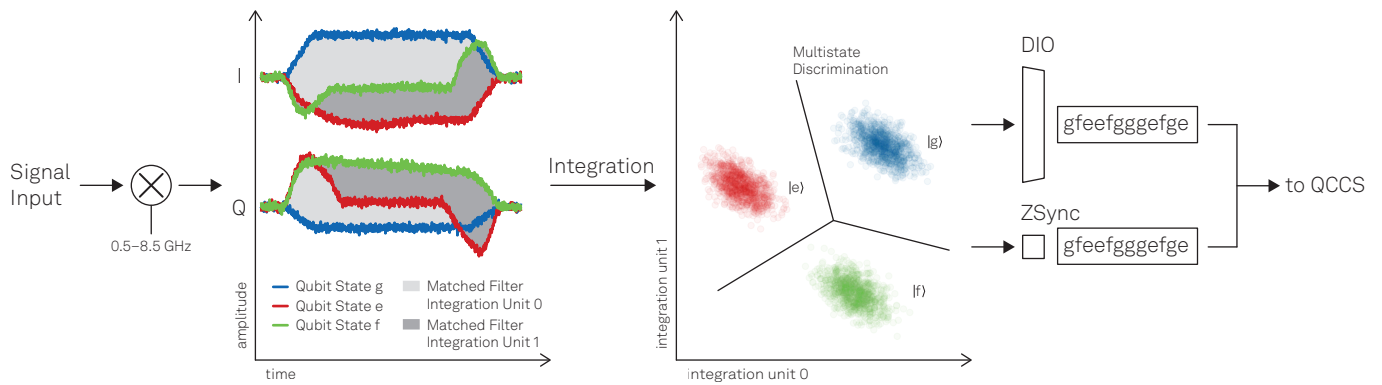 Signal
Input
0.5–8.5 GHz
I
Q
amplitude
time
Qubit State g
Qubit State e
Qubit State f
Matched Filter
Integration Unit 0
Matched Filter
Integration Unit 1
Integration
Multistate
Discrimination
|g⟩
|e⟩
|f⟩
integration unit 1
integration unit 0
DIO
gfeefgggefge
ZSync
gfeefgggefge
to QCCS